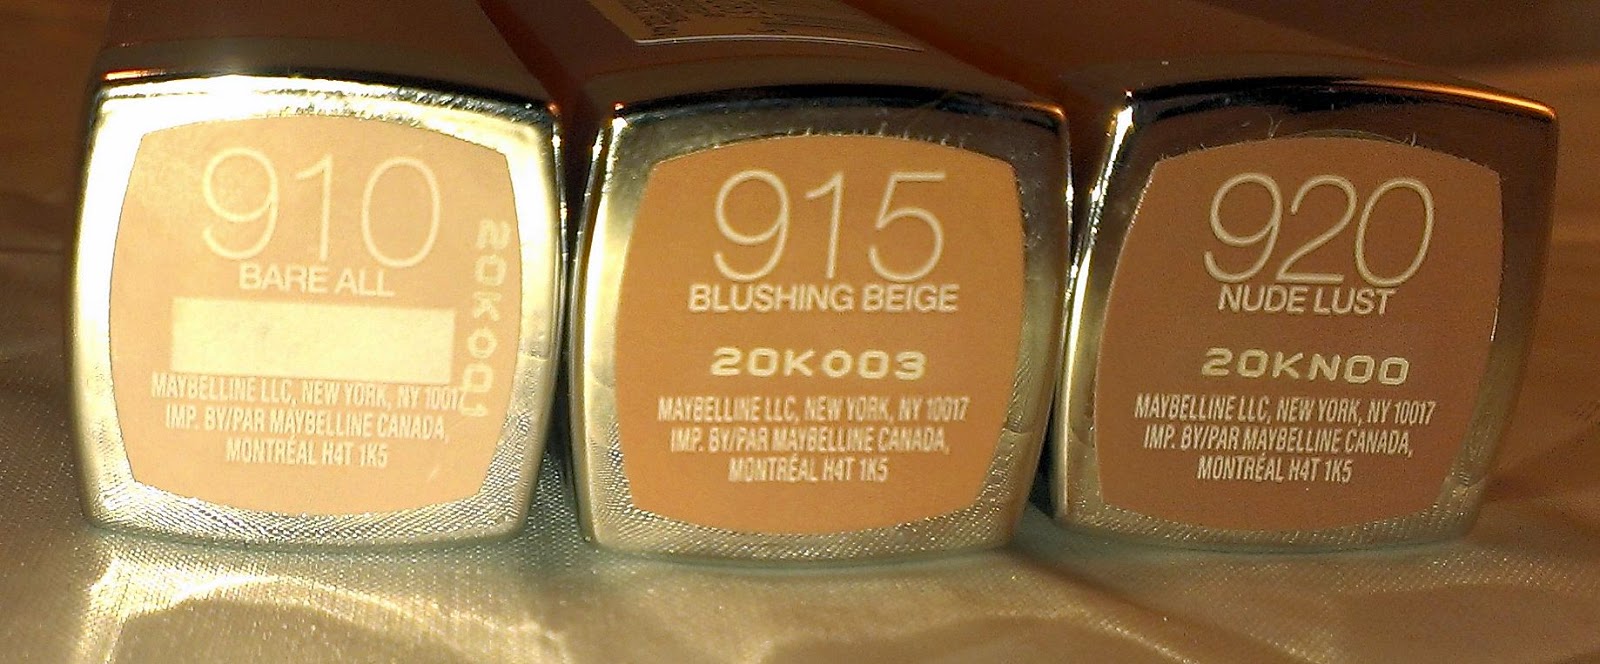 910
BARE ALL
20K001
MAYBELLINE LLC, NEW YORK, NY 10017
IMP. BY/PAR MAYBELLINE CANADA,
MONTRÉAL H4T 1K5
915
BLUSHING BEIGE
20K003
MAYBELLINE LLC, NEW YORK, NY 10017
IMP. BY/PAR MAYBELLINE CANADA,
MONTRÉAL H4T 1K5
920
NUDE LUST
20KN00
MAYBELLINE LLC, NEW YORK, NY 10017
IMP. BY/PAR MAYBELLINE CANADA,
MONTRÉAL H4T 1K5